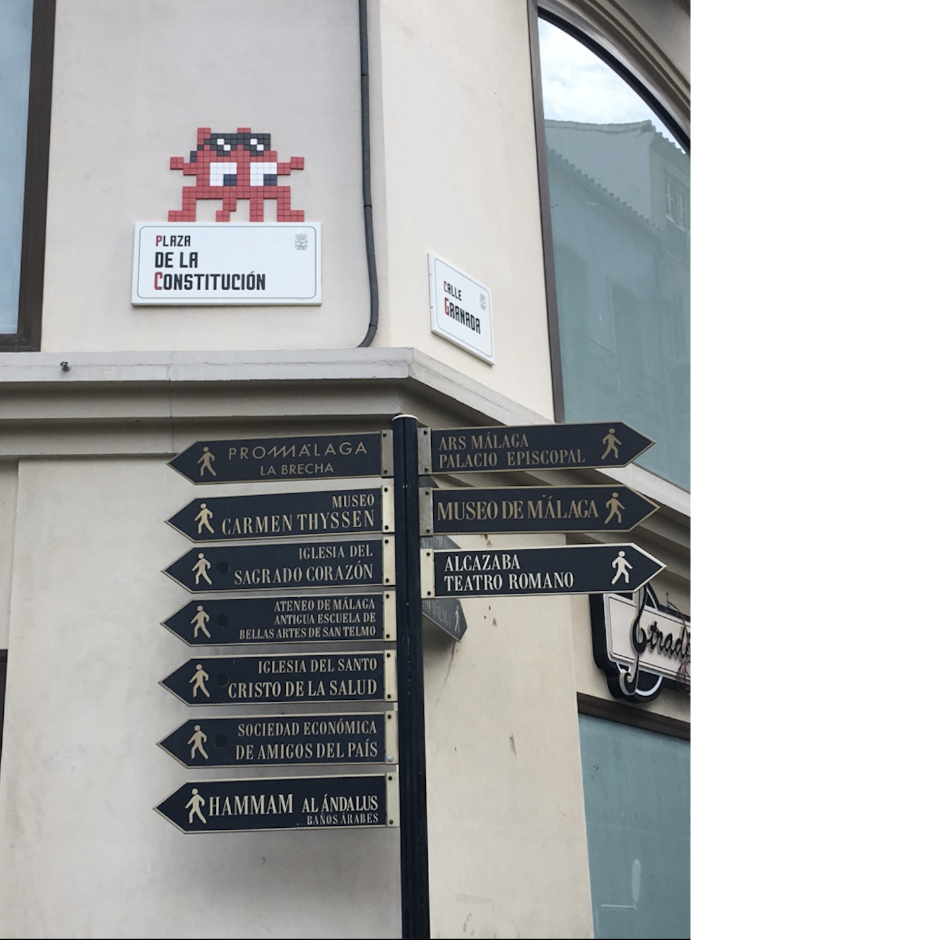 PLAZA
DE LA
CONSTITUCIÓN
CALLE
GRANADA
PROMÁLAGA
LA BRECHA
MUSEO
CARMEN THYSSEN
IGLESIA DEL
SAGRADO CORAZÓN
ATENEO DE MÁLAGA
ANTIGUA ESCUELA DE
BELLAS ARTES DE SAN TELMO
IGLESIA DEL SANTO
CRISTO DE LA SALUD
SOCIEDAD ECONÓMICA
DE AMIGOS DEL PAÍS
HAMMAM AL ÁNDALUS
BAÑOS ÁRABES
ARS MÁLAGA
PALACIO EPISCOPAL
MUSEO DE MÁLAGA
ALCAZABA
TEATRO ROMANO